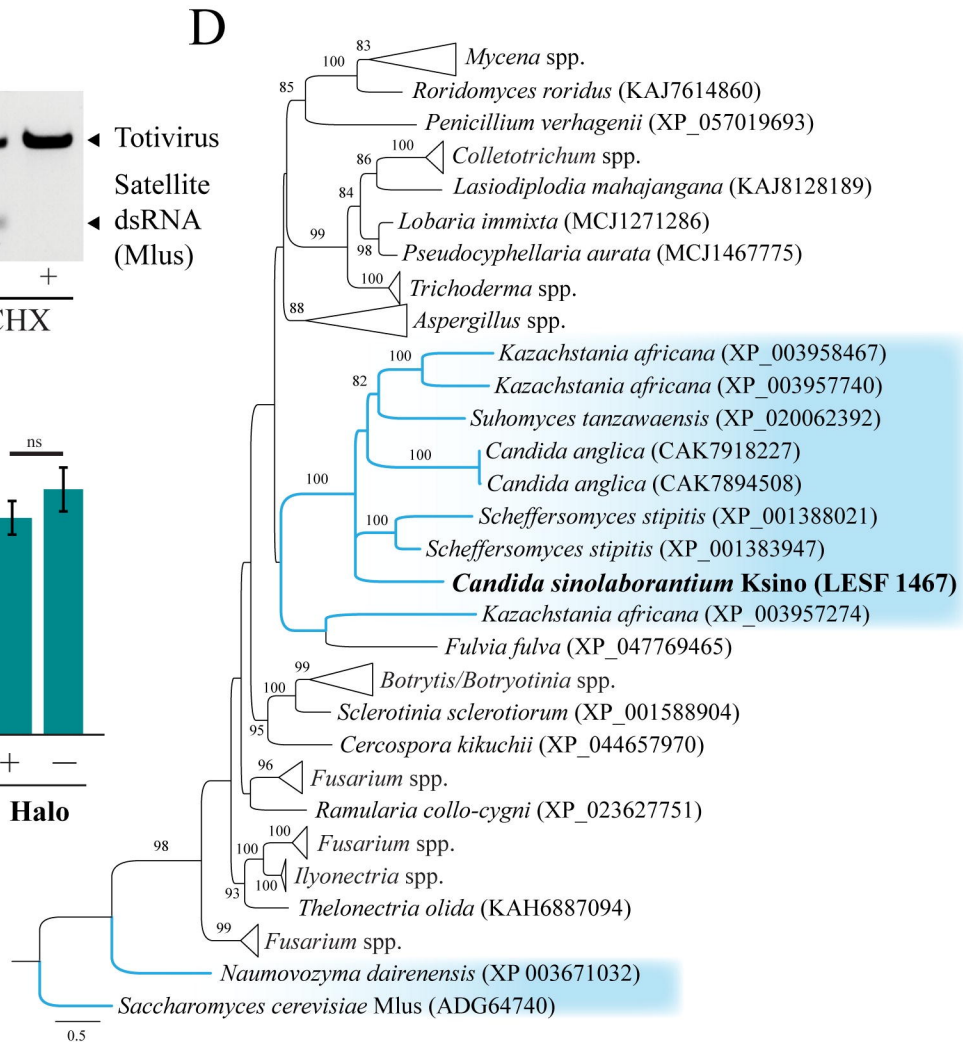 D
Totivirus
Satellite
dsRNA
(Mlus)
+
CHX
ns
+ −
Halo
83
Mycena spp.
100
Roridomyces roridus (KAJ7614860)
85
Penicillium verhagenii (XP_057019693)
100
Colletotrichum spp.
86
Lasiodiplodia mahajangana (KAJ8128189)
84
Lobaria immixta (MCJ1271286)
99
98
Pseudocyphellaria aurata (MCJ1467775)
100
Trichoderma spp.
88
Aspergillus spp.
100
Kazachstania africana (XP_003958467)
82
Kazachstania africana (XP_003957740)
Suhomyces tanzawaensis (XP_020062392)
Candida anglica (CAK7918227)
100
Candida anglica (CAK7894508)
100
Scheffersomyces stipitis (XP_001388021)
100
Scheffersomyces stipitis (XP_001383947)
Candida sinolaborantium Ksino (LESF 1467)
Kazachstania africana (XP_003957274)
Fulvia fulva (XP_047769465)
99
Botrytis/Botryotinia spp.
100
Sclerotinia sclerotiorum (XP_001588904)
95
Cercospora kikuchii (XP_044657970)
96
Fusarium spp.
Ramularia collo-cygni (XP_023627751)
100
Fusarium spp.
100
98
100
Ilyonectria spp.
93
Thelonectria olida (KAH6887094)
99
Fusarium spp.
Naumovozyma dairenensis (XP 003671032)
Saccharomyces cerevisiae Mlus (ADG64740)
0.5